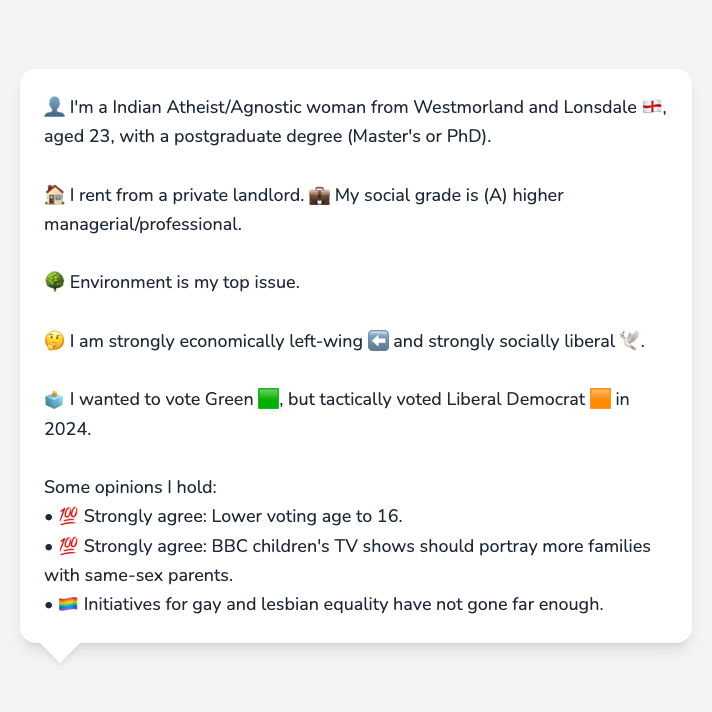 👤 I'm a Indian Atheist/Agnostic woman from Westmorland and Lonsdale 🏴󠁧󠁢󠁥󠁮󠁧󠁿,
aged 23, with a postgraduate degree (Master's or PhD).
🏠 I rent from a private landlord. 💼 My social grade is (A) higher
managerial/professional.
🌳 Environment is my top issue.
🤔 I am strongly economically left-wing ⬅️ and strongly socially liberal 🕊️.
🗳️ I wanted to vote Green 🟩, but tactically voted Liberal Democrat 🟧 in
2024.
Some opinions I hold:
• 💯 Strongly agree: Lower voting age to 16.
• 💯 Strongly agree: BBC children's TV shows should portray more families
with same-sex parents.
• 🏳️‍🌈 Initiatives for gay and lesbian equality have not gone far enough.